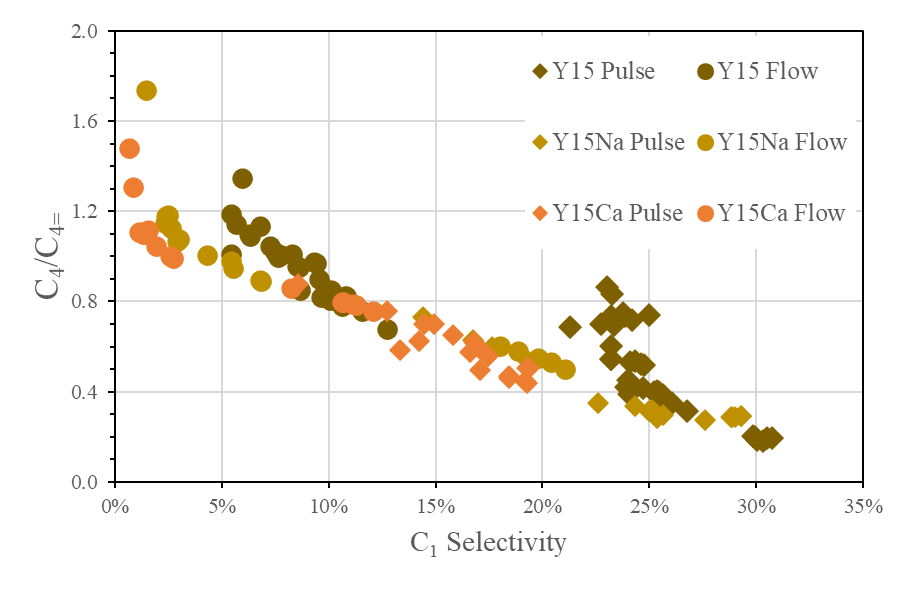 2.0
1.6
1.2
0.8
0.4
0.0
C4/C4=
Y15 Pulse Y15 Flow
Y15Na Pulse Y15Na Flow
Y15Ca Pulse Y15Ca Flow
0% 5% 10% 15% 20% 25% 30% 35%
C1 Selectivity